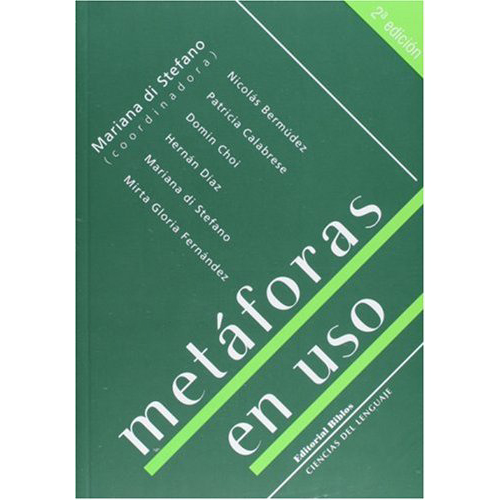 2ª edición
Mariana di Stefano
(coordinadora)
Nicolás Bermúdez
Patricia Calabrese
Domin Choi
Hernán Díaz
Mariana di Stefano
Mirta Gloria Fernández
metáforas
en uso
Editorial Biblos
CIENCIAS DEL LENGUAJE